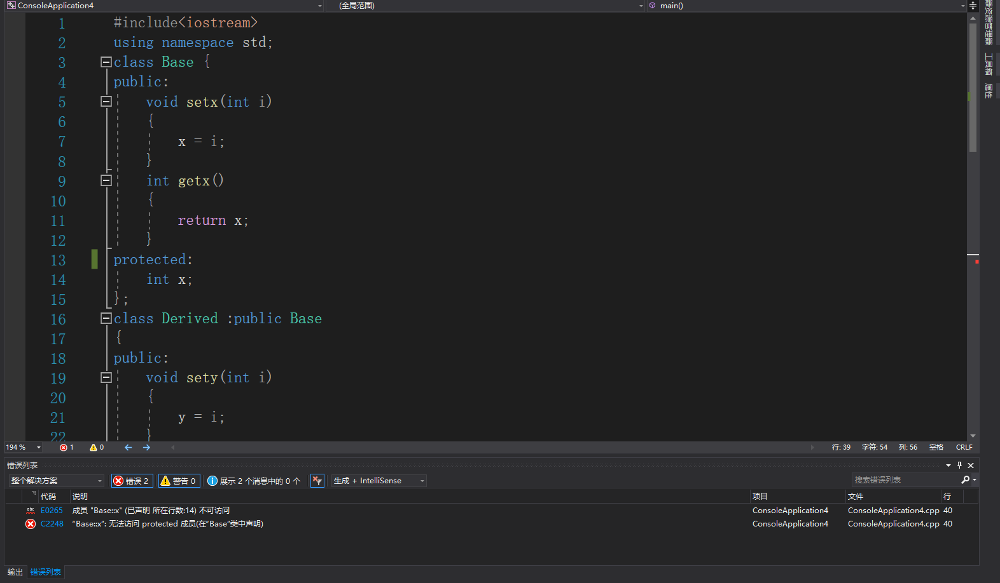 ConsoleApplication4 (全局范围) main()
1 #include<iostream>
2 using namespace std;
3 class Base {
4 public:
5 void setx(int i)
6 {
7 x = i;
8 }
9 int getx()
10 {
11 return x;
12 }
13 protected:
14 int x;
15 };
16 class Derived :public Base
17 {
18 public:
19 void sety(int i)
20 {
21 y = i;
22 }
194 % 1 0 行: 39 字符: 54 列: 56 空格 CRLF
错误列表
整个解决方案 错误 2 警告 0 展示 2 个消息中的 0 个 生成 + IntelliSense 搜索错误列表
代码 说明 项目 文件 行
abc E0265 成员 "Base::x" (已声明 所在行数:14) 不可访问 ConsoleApplication4 ConsoleApplication4.cpp 40
C2248 “Base::x”: 无法访问 protected 成员(在“Base”类中声明) ConsoleApplication4 ConsoleApplication4.cpp 40
输出 错误列表
器资源管理器
工具箱
属性